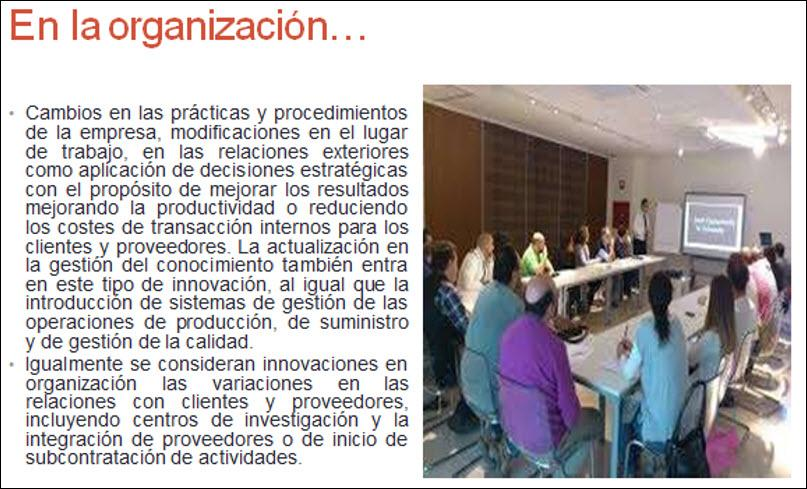 En la organización...
• Cambios en las prácticas y procedimientos
de la empresa, modificaciones en el lugar
de trabajo, en las relaciones exteriores
como aplicación de decisiones estratégicas
con el propósito de mejorar los resultados
mejorando la productividad o reduciendo
los costes de transacción internos para los
clientes y proveedores. La actualización en
la gestión del conocimiento también entra
en este tipo de innovación, al igual que la
introducción de sistemas de gestión de las
operaciones de producción, de suministro
y de gestión de la calidad.
• Igualmente se consideran innovaciones en
organización las variaciones en las
relaciones con clientes y proveedores,
incluyendo centros de investigación y la
integración de proveedores o de inicio de
subcontratación de actividades.